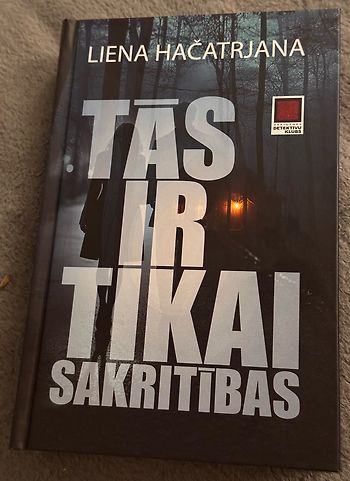 LIENA HAČATRJANA
TĀS
IR
TIKAI
SAKRITĪBAS
DETEKTĪVU
KLUBS